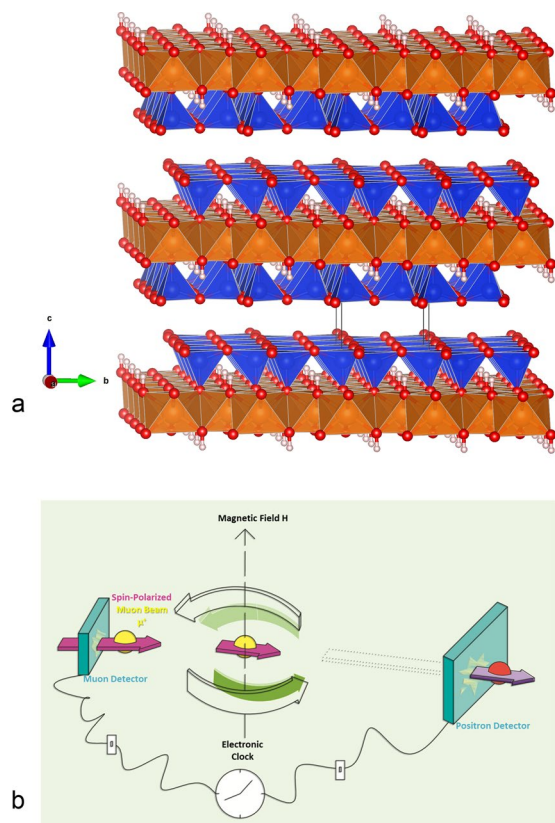 c
b
a
Magnetic Field H
Spin-Polarized
Muon Beam
μ⁺
Muon Detector
Positron Detector
Electronic
Clock
b